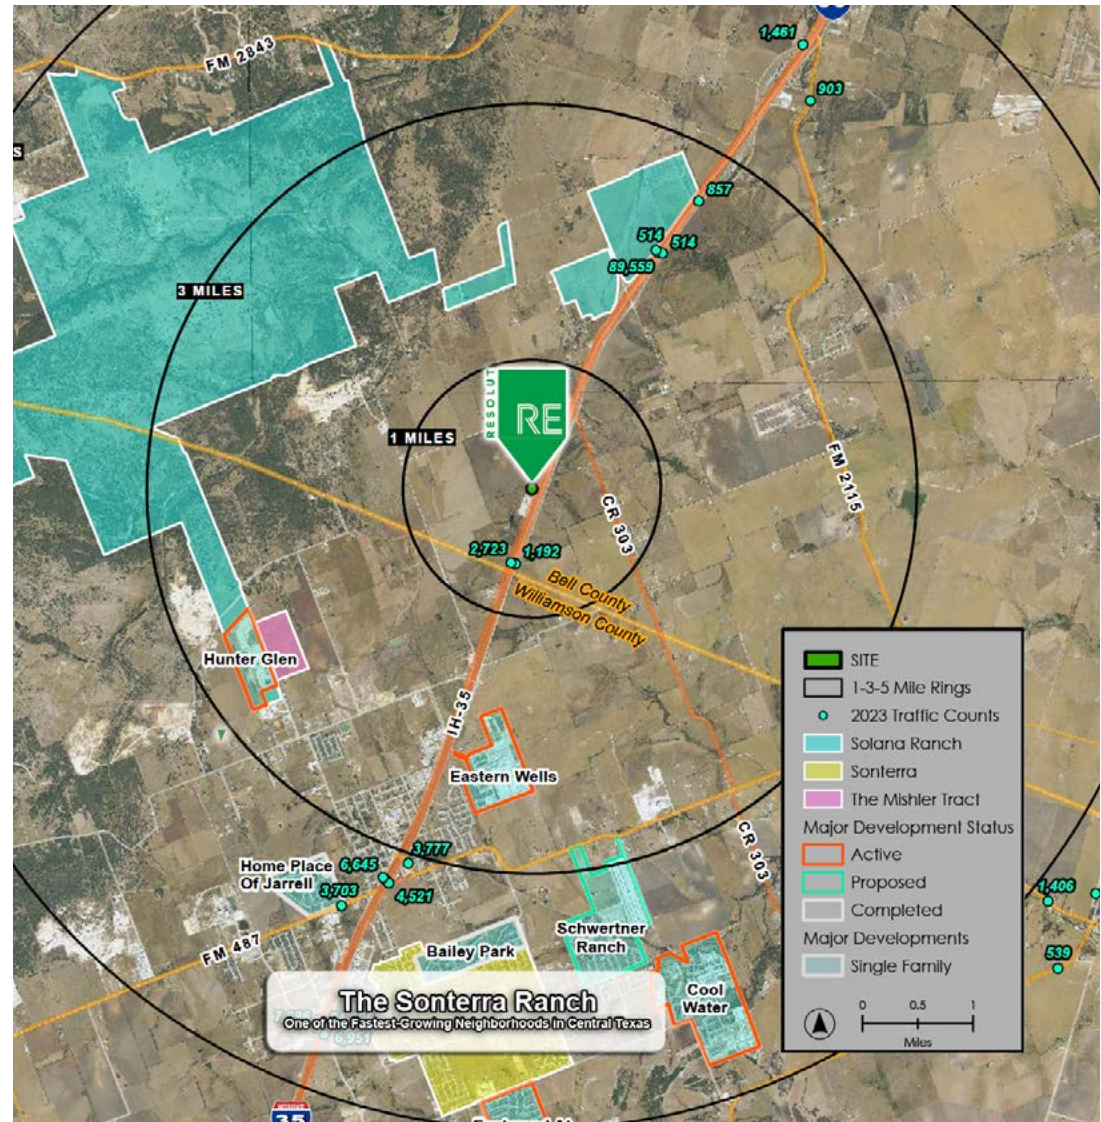 1,461
FM 2843
903
S
857
514
514
89,559
3 MILES
RESOLUT
RE
1 MILES
FM 2115
CR 303
2,723
1,192
Bell County
Williamson County
Hunter Glen
IH-35
Eastern Wells
CR 303
3,777
Home Place
Of Jarrell
6,645
4,521
3,703
FM 487
Bailey Park
Schwertner
Ranch
Cool
Water
1,406
539
The Sonterra Ranch
One of the Fastest-Growing Neighborhoods in Central Texas
6,951
35
SITE
1-3-5 Mile Rings
2023 Traffic Counts
Solana Ranch
Sonterra
The Mishler Tract
Major Development Status
Active
Proposed
Completed
Major Developments
Single Family
0 0.5 1
Miles